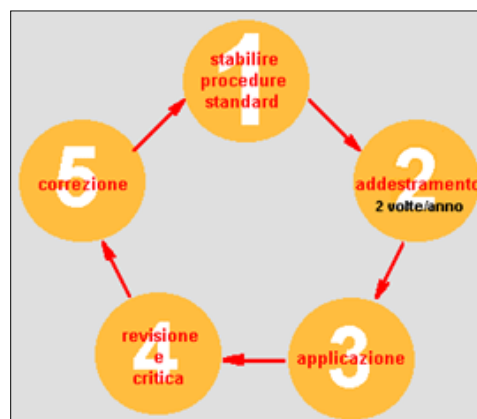 1
stabilire
procedure
standard
2
addestramento
2 volte/anno
3
applicazione
4
revisione
e
critica
5
correzione